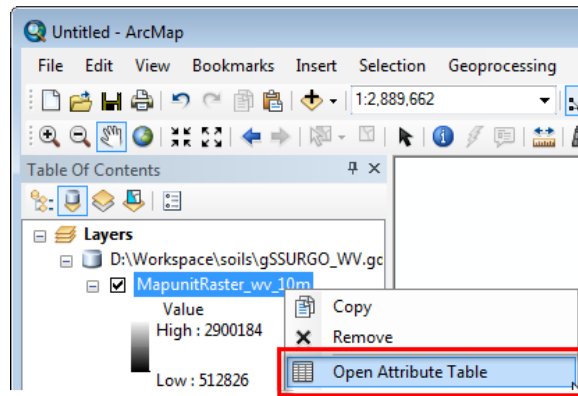 Untitled - ArcMap
File Edit View Bookmarks Insert Selection Geoprocessing
1:2,889,662
Table Of Contents
Layers
D:\Workspace\soils\gSSURGO_WV.gd
MapunitRaster_wv_10m
Value
High : 2900184
Low : 512826
Copy
Remove
Open Attribute Table